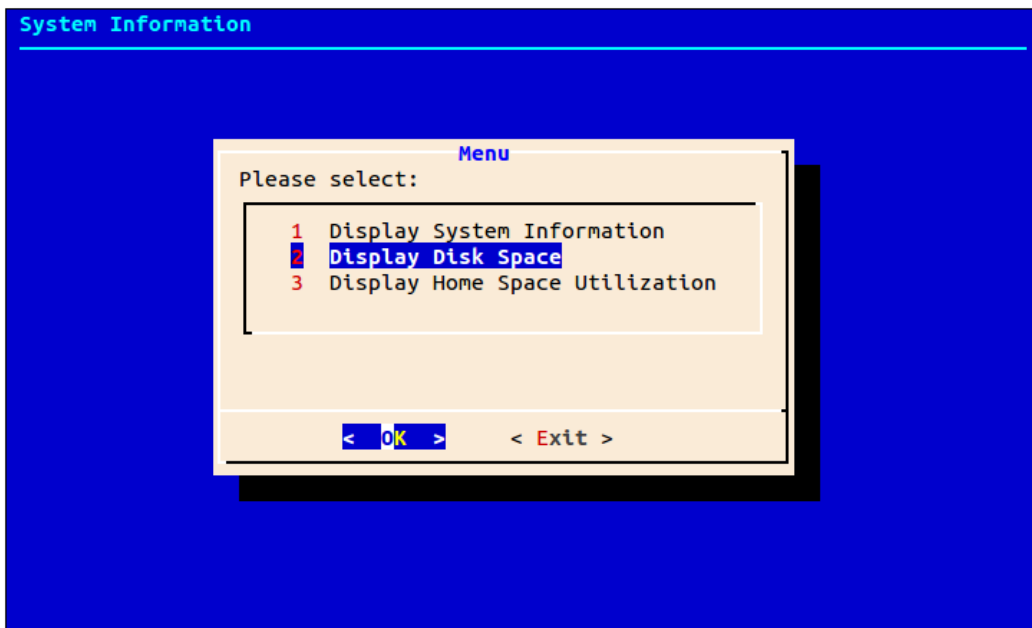 System Information
Menu
Please select:
1 Display System Information
2 Display Disk Space
3 Display Home Space Utilization
< OK > < Exit >